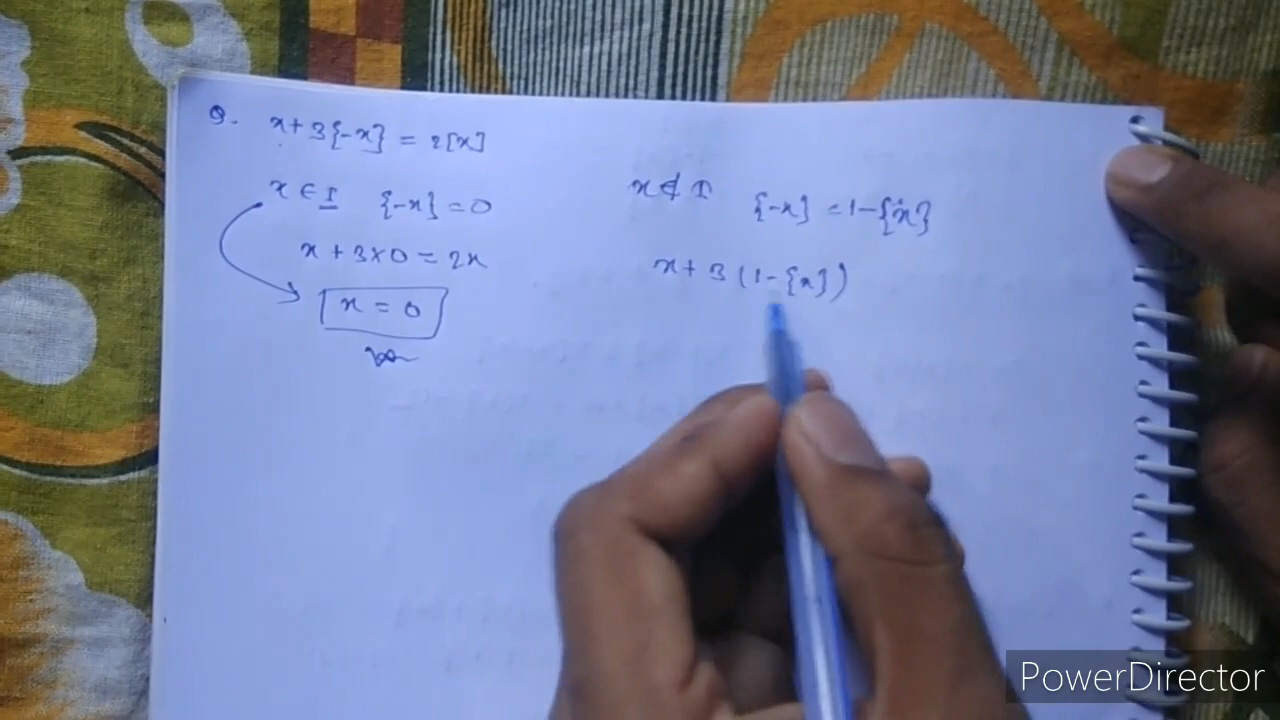 Q. x+3{-x} = 2[x]
x ∈ I {-x} = 0
x + 3×0 = 2x
x = 0
x ∉ I {-x} = 1-{x}
x + 3(1-{x})
PowerDirector